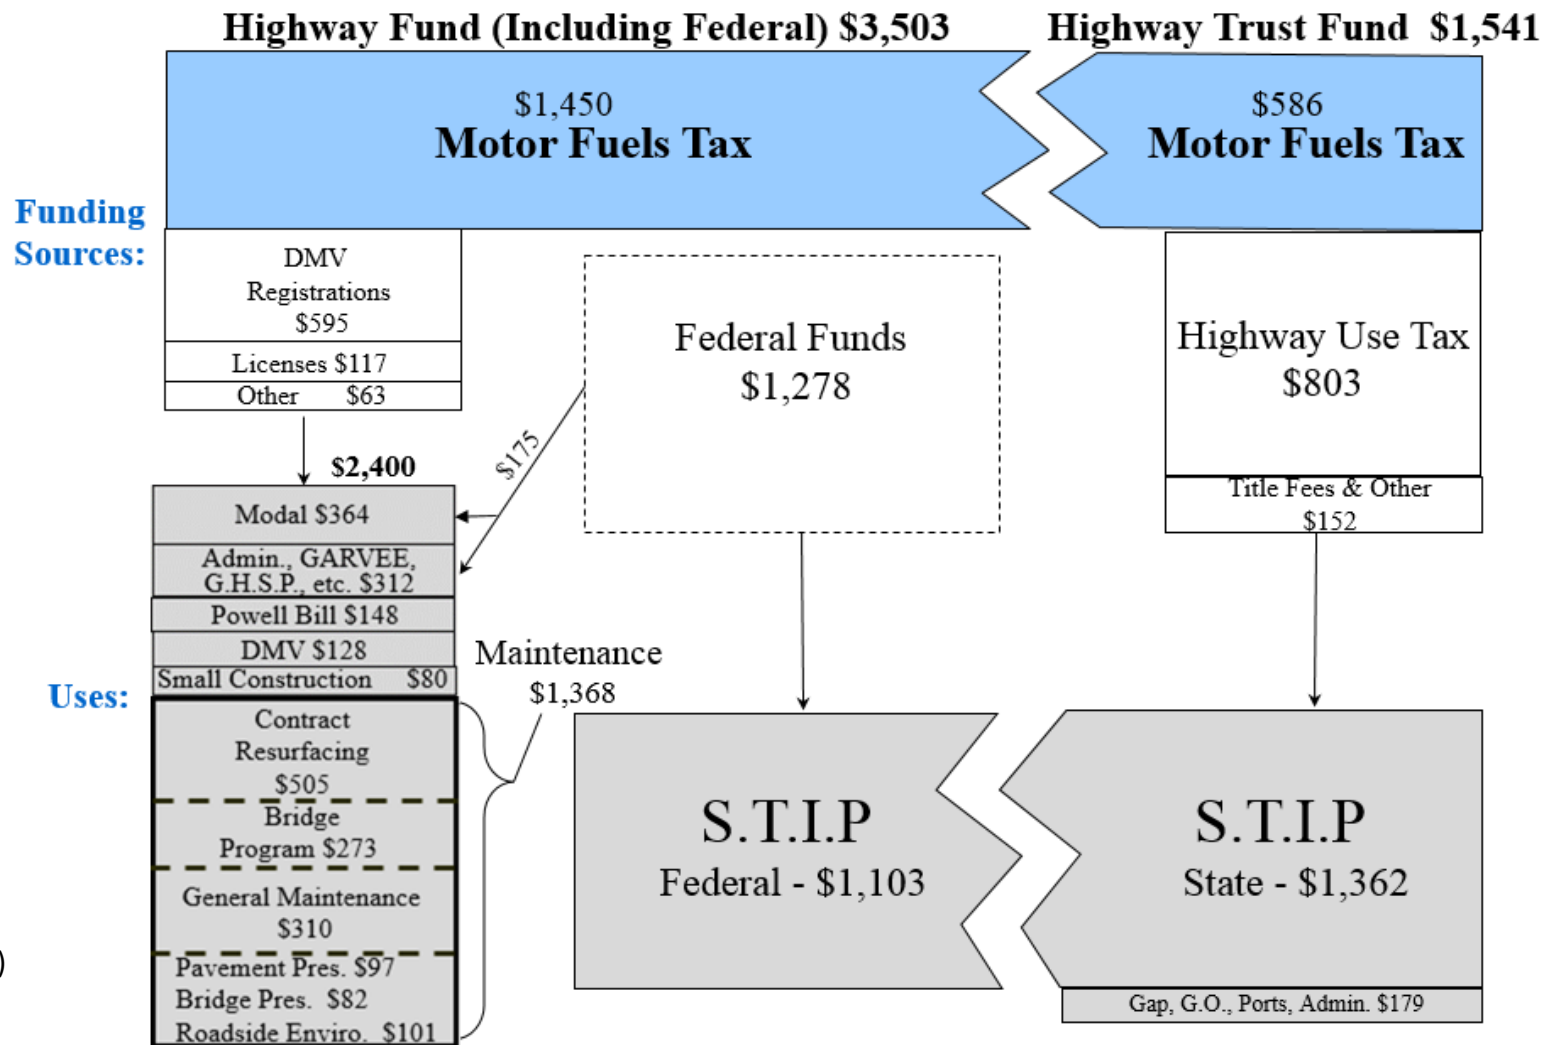 Highway Fund (Including Federal) $3,503
Highway Trust Fund $1,541
$1,450
Motor Fuels Tax
$586
Motor Fuels Tax
Funding
Sources:
DMV
Registrations
$595
Licenses $117
Other $63
Federal Funds
$1,278
Highway Use Tax
$803
Title Fees & Other
$152
$175
$2,400
Modal $364
Admin., GARVEE,
G.H.S.P., etc. $312
Powell Bill $148
DMV $128
Small Construction $80
Uses:
Maintenance
$1,368
Contract
Resurfacing
$505
Bridge
Program $273
General Maintenance
$310
Pavement Pres. $97
Bridge Pres. $82
Roadside Enviro. $101
)
S.T.I.P
Federal - $1,103
S.T.I.P
State - $1,362
Gap, G.O., Ports, Admin. $179